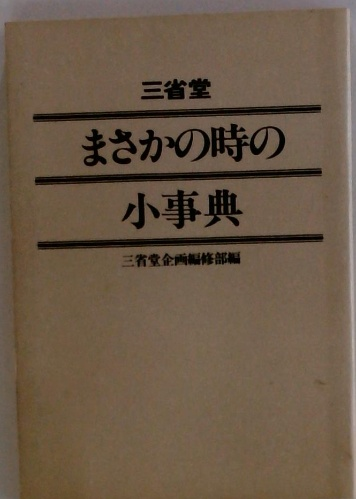 三省堂
まさかの時の
小事典
三省堂企画編修部編